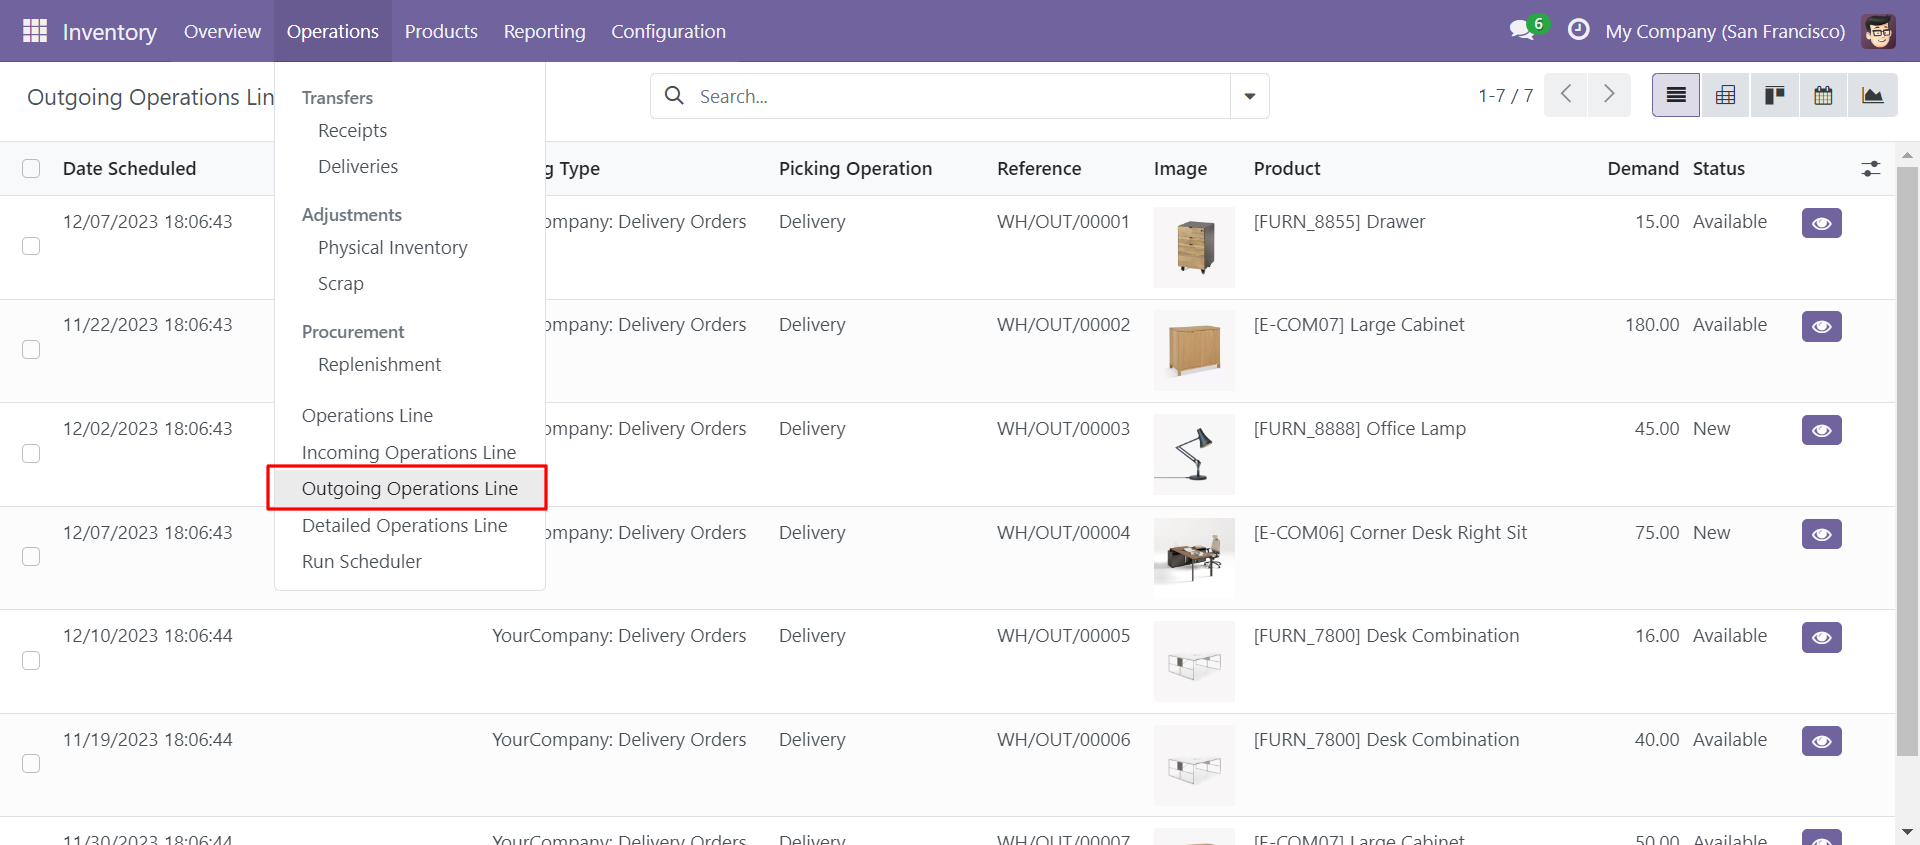 Inventory Overview Operations Products Reporting Configuration 6 My Company (San Francisco)
Outgoing Operations Lin Search... 1-7 / 7
Transfers
Receipts
Deliveries
Adjustments
Physical Inventory
Scrap
Procurement
Replenishment
Operations Line
Incoming Operations Line
Outgoing Operations Line
Detailed Operations Line
Run Scheduler
Date Scheduled g Type Picking Operation Reference Image Product Demand Status
12/07/2023 18:06:43 ompany: Delivery Orders Delivery WH/OUT/00001 [FURN_8855] Drawer 15.00 Available
11/22/2023 18:06:43 ompany: Delivery Orders Delivery WH/OUT/00002 [E-COM07] Large Cabinet 180.00 Available
12/02/2023 18:06:43 ompany: Delivery Orders Delivery WH/OUT/00003 [FURN_8888] Office Lamp 45.00 New
12/07/2023 18:06:43 ompany: Delivery Orders Delivery WH/OUT/00004 [E-COM06] Corner Desk Right Sit 75.00 New
12/10/2023 18:06:44 YourCompany: Delivery Orders Delivery WH/OUT/00005 [FURN_7800] Desk Combination 16.00 Available
11/19/2023 18:06:44 YourCompany: Delivery Orders Delivery WH/OUT/00006 [FURN_7800] Desk Combination 40.00 Available
11/30/2023 18:06:44 YourCompany: Delivery Orders Delivery WH/OUT/00007 [E-COM07] Large Cabinet 50.00 Available